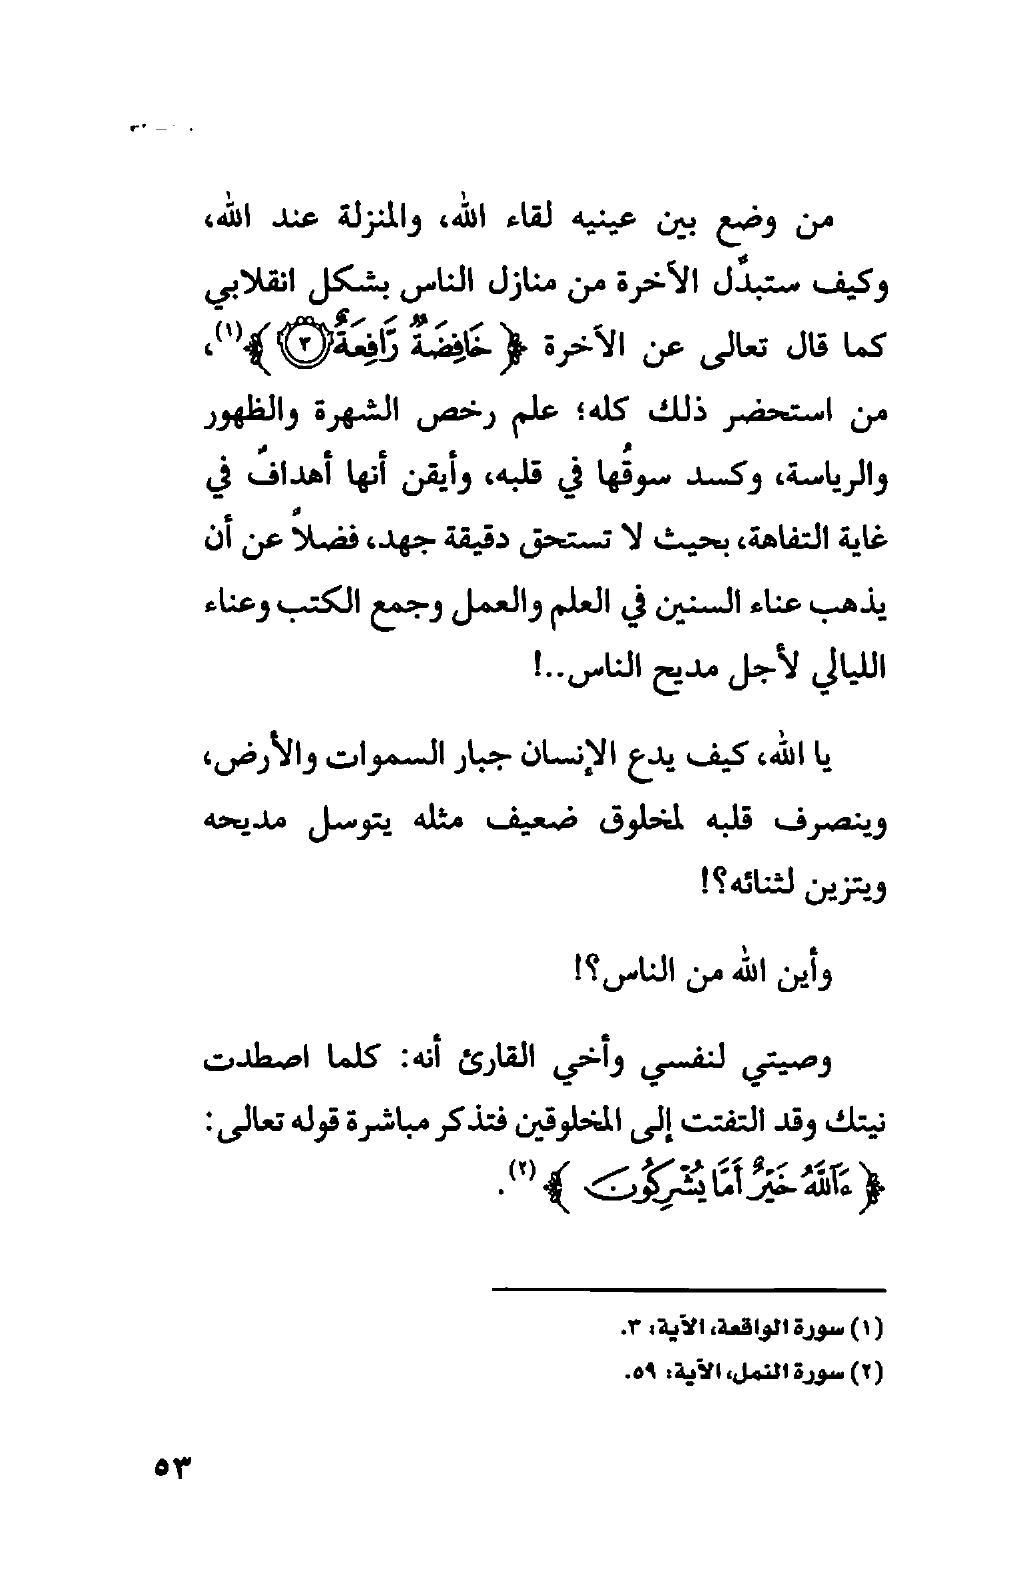 من وضع بين عينيه لقاء الله، والمنزلة عند الله،
وكيف ستبدَّل الآخرة من منازل الناس بشكل انقلابي
كما قال تعالى عن الآخرة ﴿ خَافِضَةٌ رَّافِعَةٌ ٣ ﴾(١)،
من استحضر ذلك كله؛ علم رخص الشهرة والظهور
والرياسة، وكسد سوقُها في قلبه، وأيقن أنها أهدافٌ في
غاية التفاهة، بحيث لا تستحق دقيقة جهد، فضلاً عن أن
يذهب عناء السنين في العلم والعمل وجمع الكتب وعناء
الليالي لأجل مديح الناس..!
يا الله، كيف يدع الإنسان جبار السموات والأرض،
وينصرف قلبه لمخلوق ضعيف مثله يتوسل مديحه
ويتزين لثنائه؟!
وأين الله من الناس؟!
وصيتي لنفسي وأخي القارئ أنه: كلما اصطدت
نيتك وقد التفتت إلى المخلوقين فتذكر مباشرة قوله تعالى:
﴿ ءَآللَّهُ خَيْرٌ أَمَّا يُشْرِكُونَ ﴾(٢).
(١) سورة الواقعة، الآية: ٣.
(٢) سورة النمل، الآية: ٥٩.
٥٣